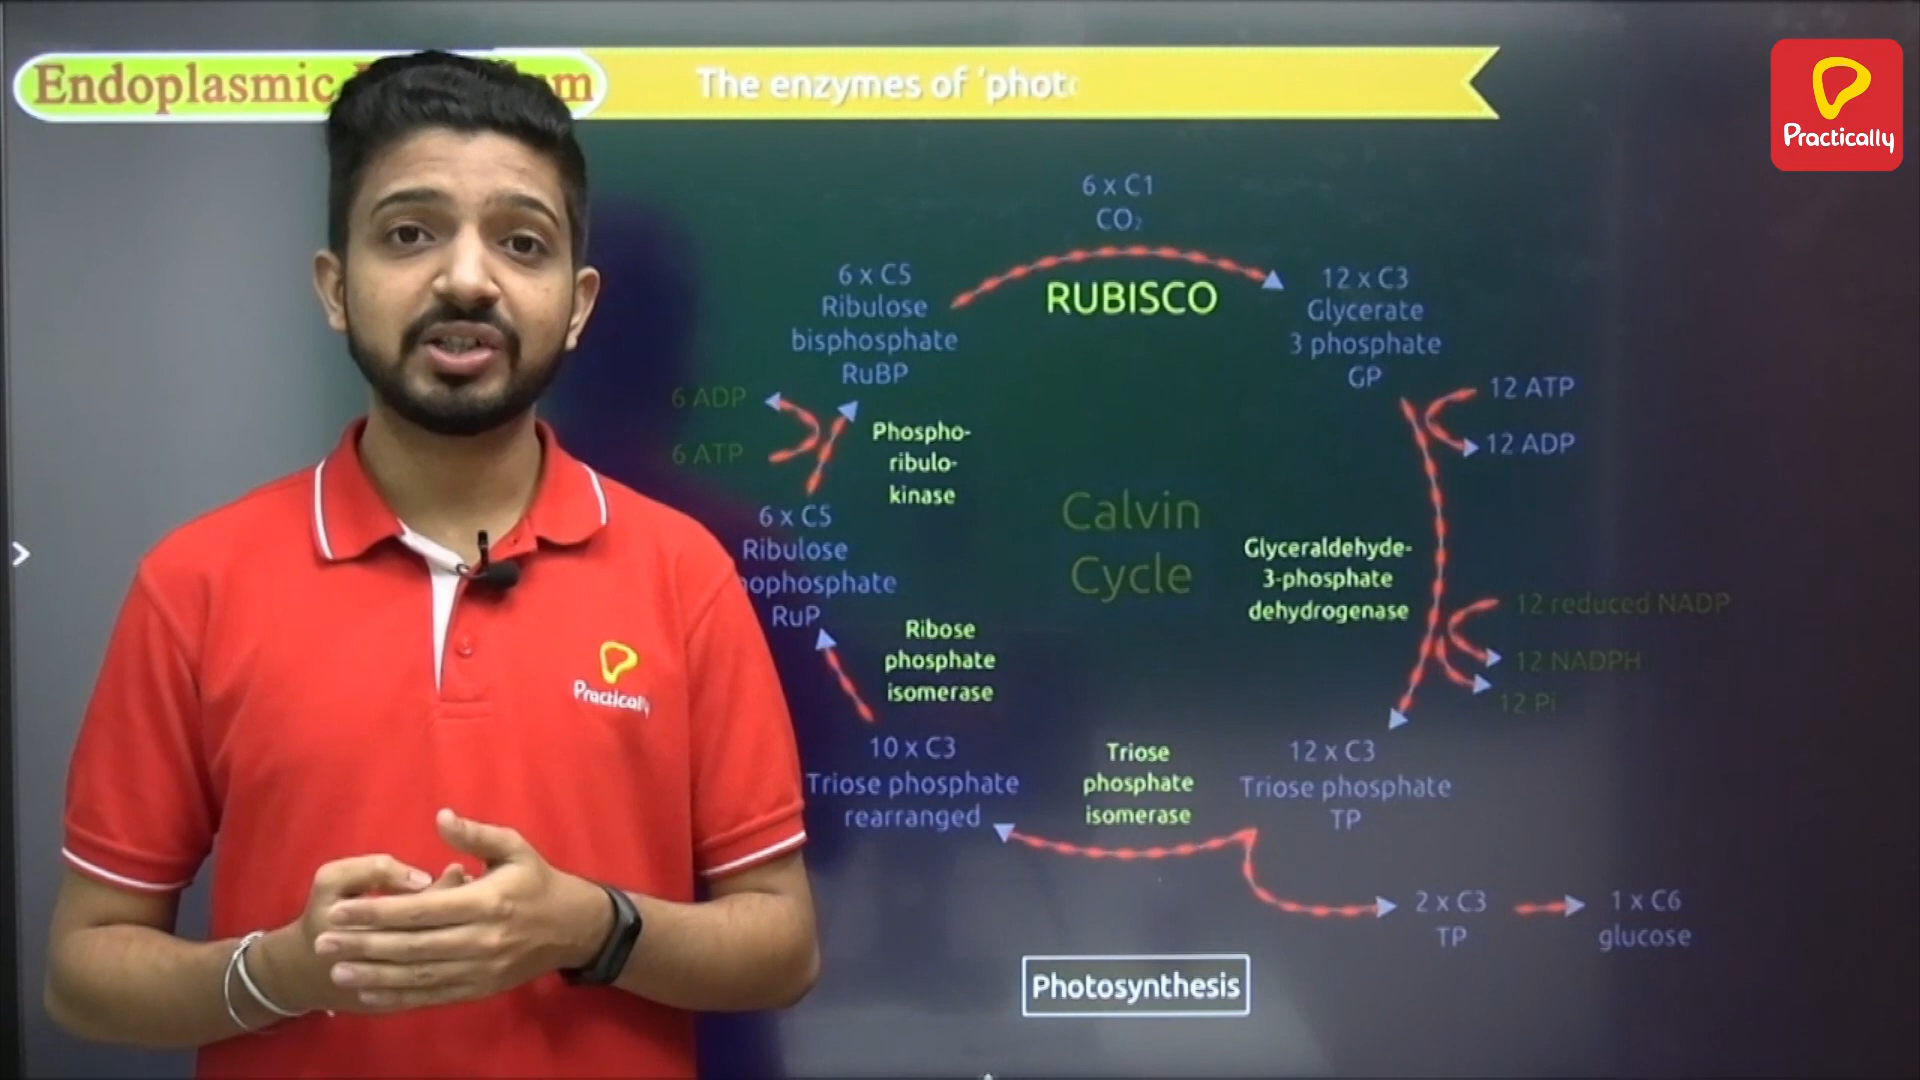 Endoplasmic
The enzymes of ‘phot
Practically
6 x C1
CO₂
RUBISCO
6 x C5
Ribulose
bisphosphate
RuBP
12 x C3
Glycerate
3 phosphate
GP
6 ADP
6 ATP
12 ATP
12 ADP
Phospho-
ribulo-
kinase
Calvin
Cycle
6 x C5
Ribulose
RuP
Glyceraldehyde-
3-phosphate
dehydrogenase
12 reduced NADP
12 NADPH
12 Pi
Ribose
phosphate
isomerase
Practically
10 x C3
Triose phosphate
rearranged
Triose
phosphate
isomerase
12 x C3
Triose phosphate
TP
2 x C3
TP
1 x C6
glucose
Photosynthesis